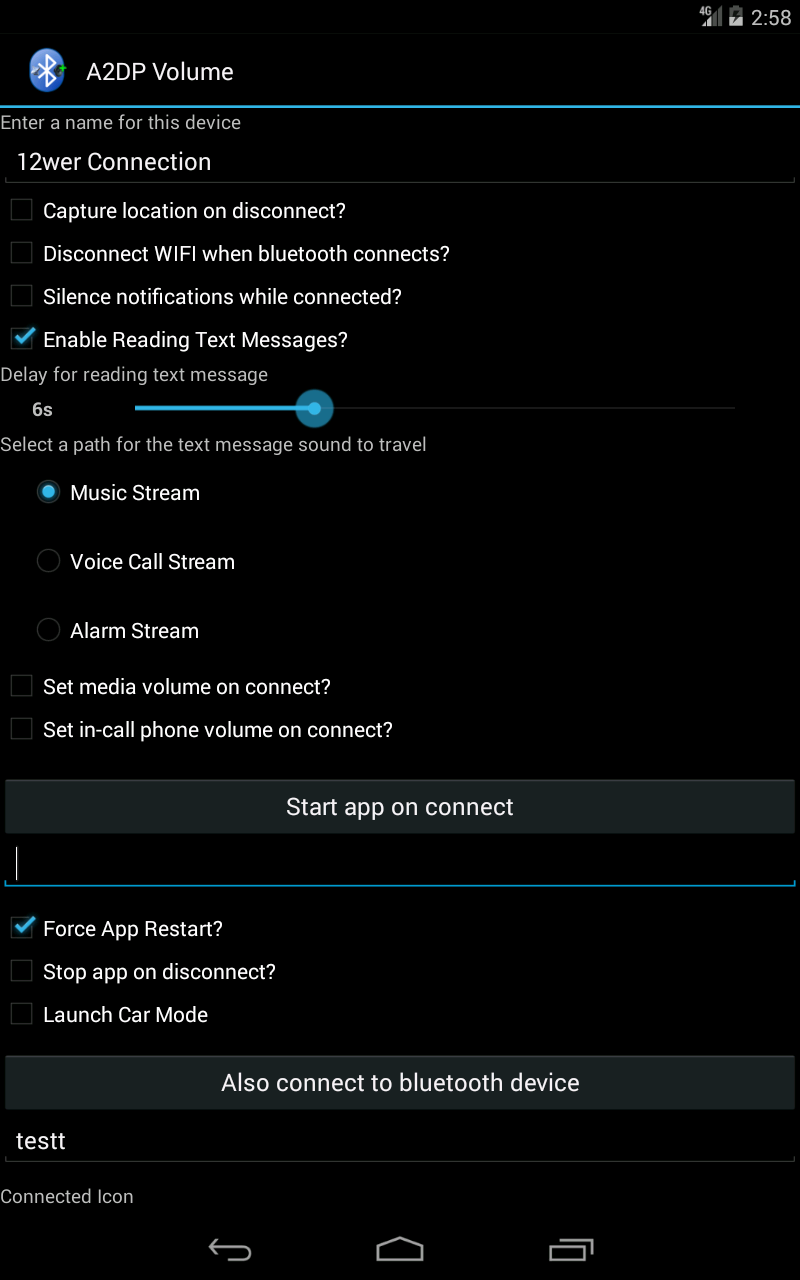 4G 2:58
A2DP Volume
Enter a name for this device
12wer Connection
Capture location on disconnect?
Disconnect WIFI when bluetooth connects?
Silence notifications while connected?
Enable Reading Text Messages?
Delay for reading text message
6s
Select a path for the text message sound to travel
Music Stream
Voice Call Stream
Alarm Stream
Set media volume on connect?
Set in-call phone volume on connect?
Start app on connect
Force App Restart?
Stop app on disconnect?
Launch Car Mode
Also connect to bluetooth device
testt
Connected Icon